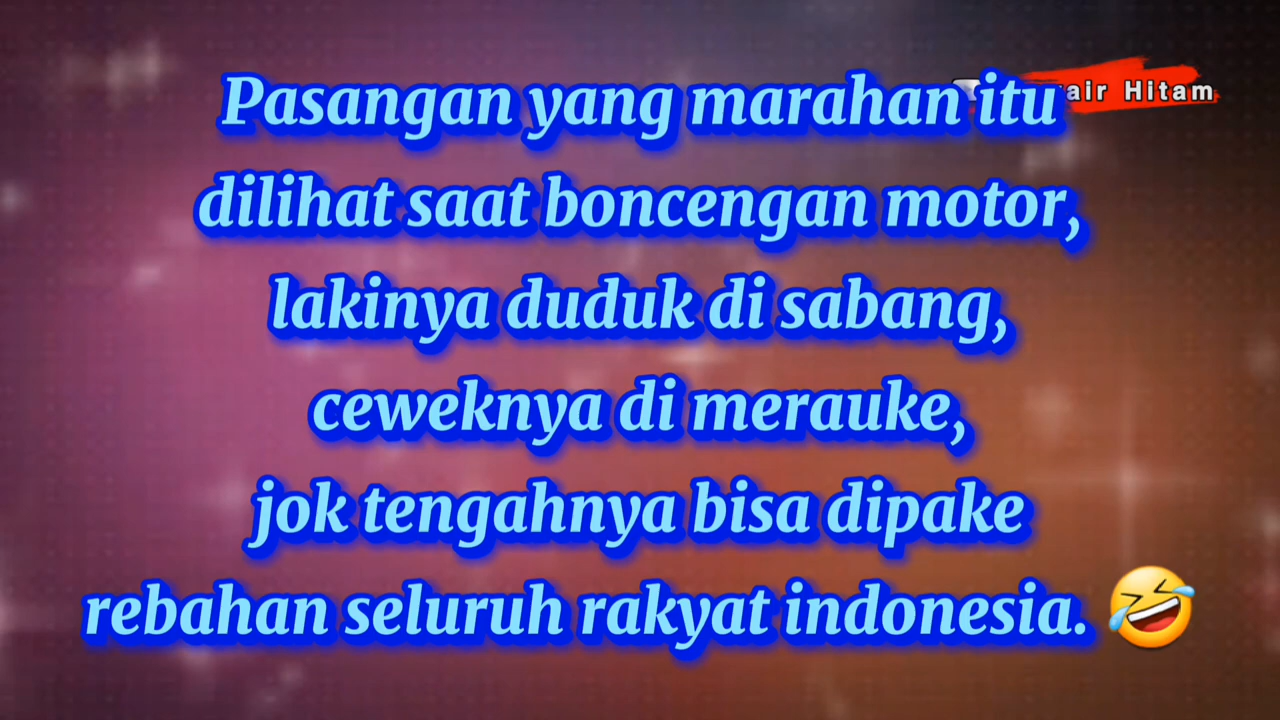 Pasangan yang marahan itu
Hitam
dilihat saat boncengan motor,
lakinya duduk di sabang,
ceweknya di merauke,
jok tengahnya bisa dipake
rebahan seluruh rakyat indonesia. 🤣